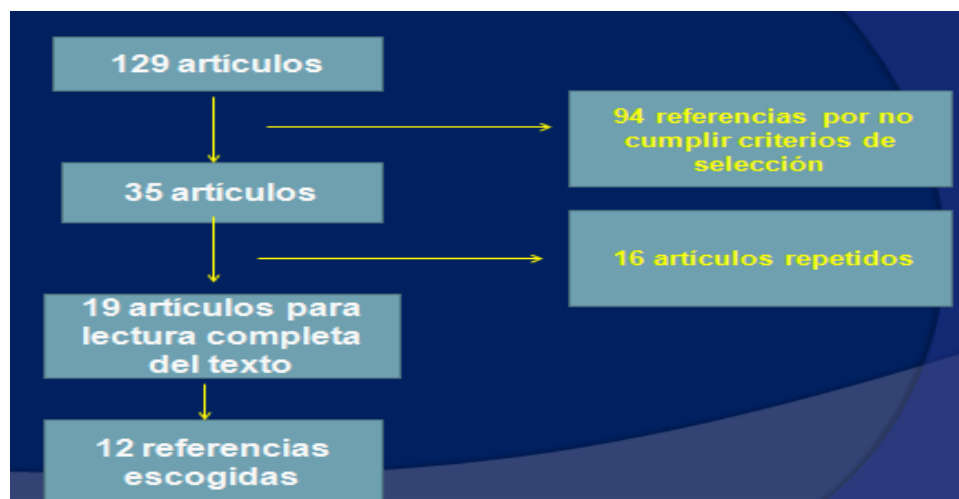 129 artículos
94 referencias por no
cumplir criterios de
selección
35 artículos
16 artículos repetidos
19 artículos para
lectura completa
del texto
12 referencias
escogidas